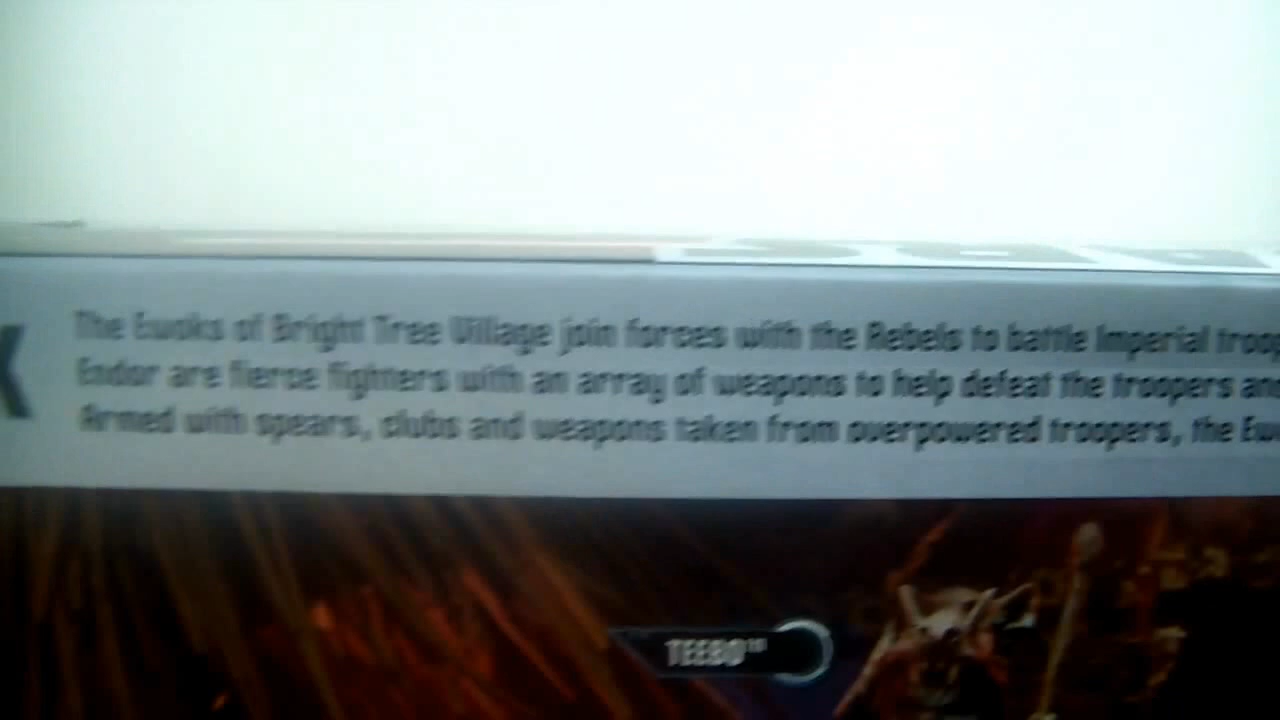 The Ewoks of Bright Tree Village join forces with the Rebels to battle Imperial
Endor are fierce fighters with an array of weapons to help defeat the troopers
Armed with spears, clubs and weapons taken from overpowered troopers, the
TEEBO™